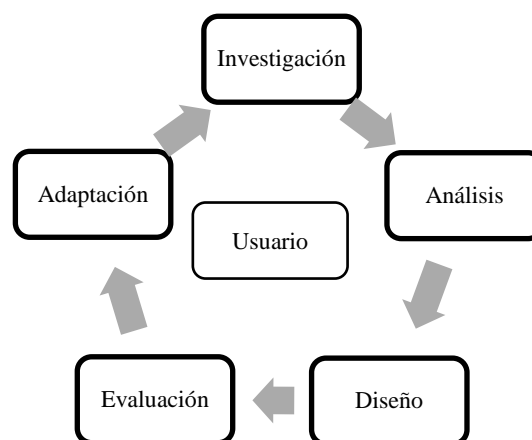 Investigación
Análisis
Diseño
Evaluación
Adaptación
Usuario